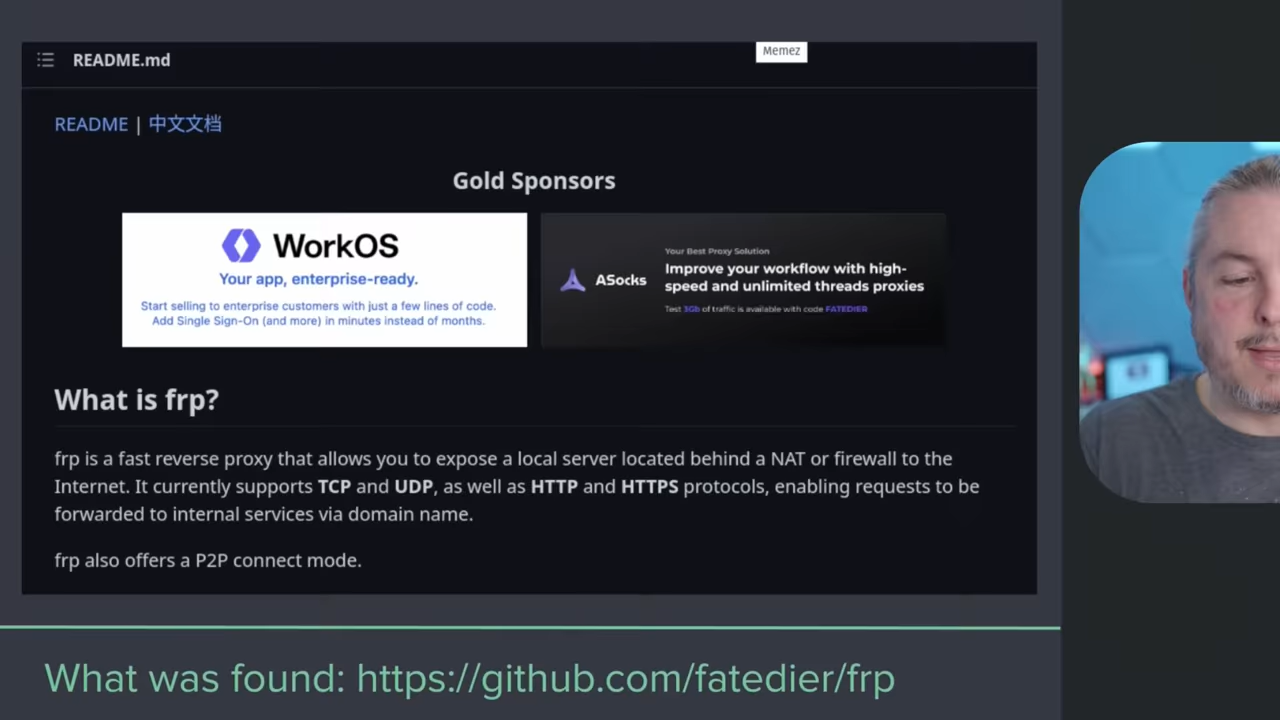 README.md
Memez
README | 中文文档
Gold Sponsors
WorkOS
Your app, enterprise-ready.
Start selling to enterprise customers with just a few lines of code.
Add Single Sign-On (and more) in minutes instead of months.
ASocks
Your Best Proxy Solution
Improve your workflow with high-
speed and unlimited threads proxies
Test 3Gb of traffic is available with code FATEDIER
What is frp?
frp is a fast reverse proxy that allows you to expose a local server located behind a NAT or firewall to the
Internet. It currently supports TCP and UDP, as well as HTTP and HTTPS protocols, enabling requests to be
forwarded to internal services via domain name.
frp also offers a P2P connect mode.
What was found: https://github.com/fatedier/frp